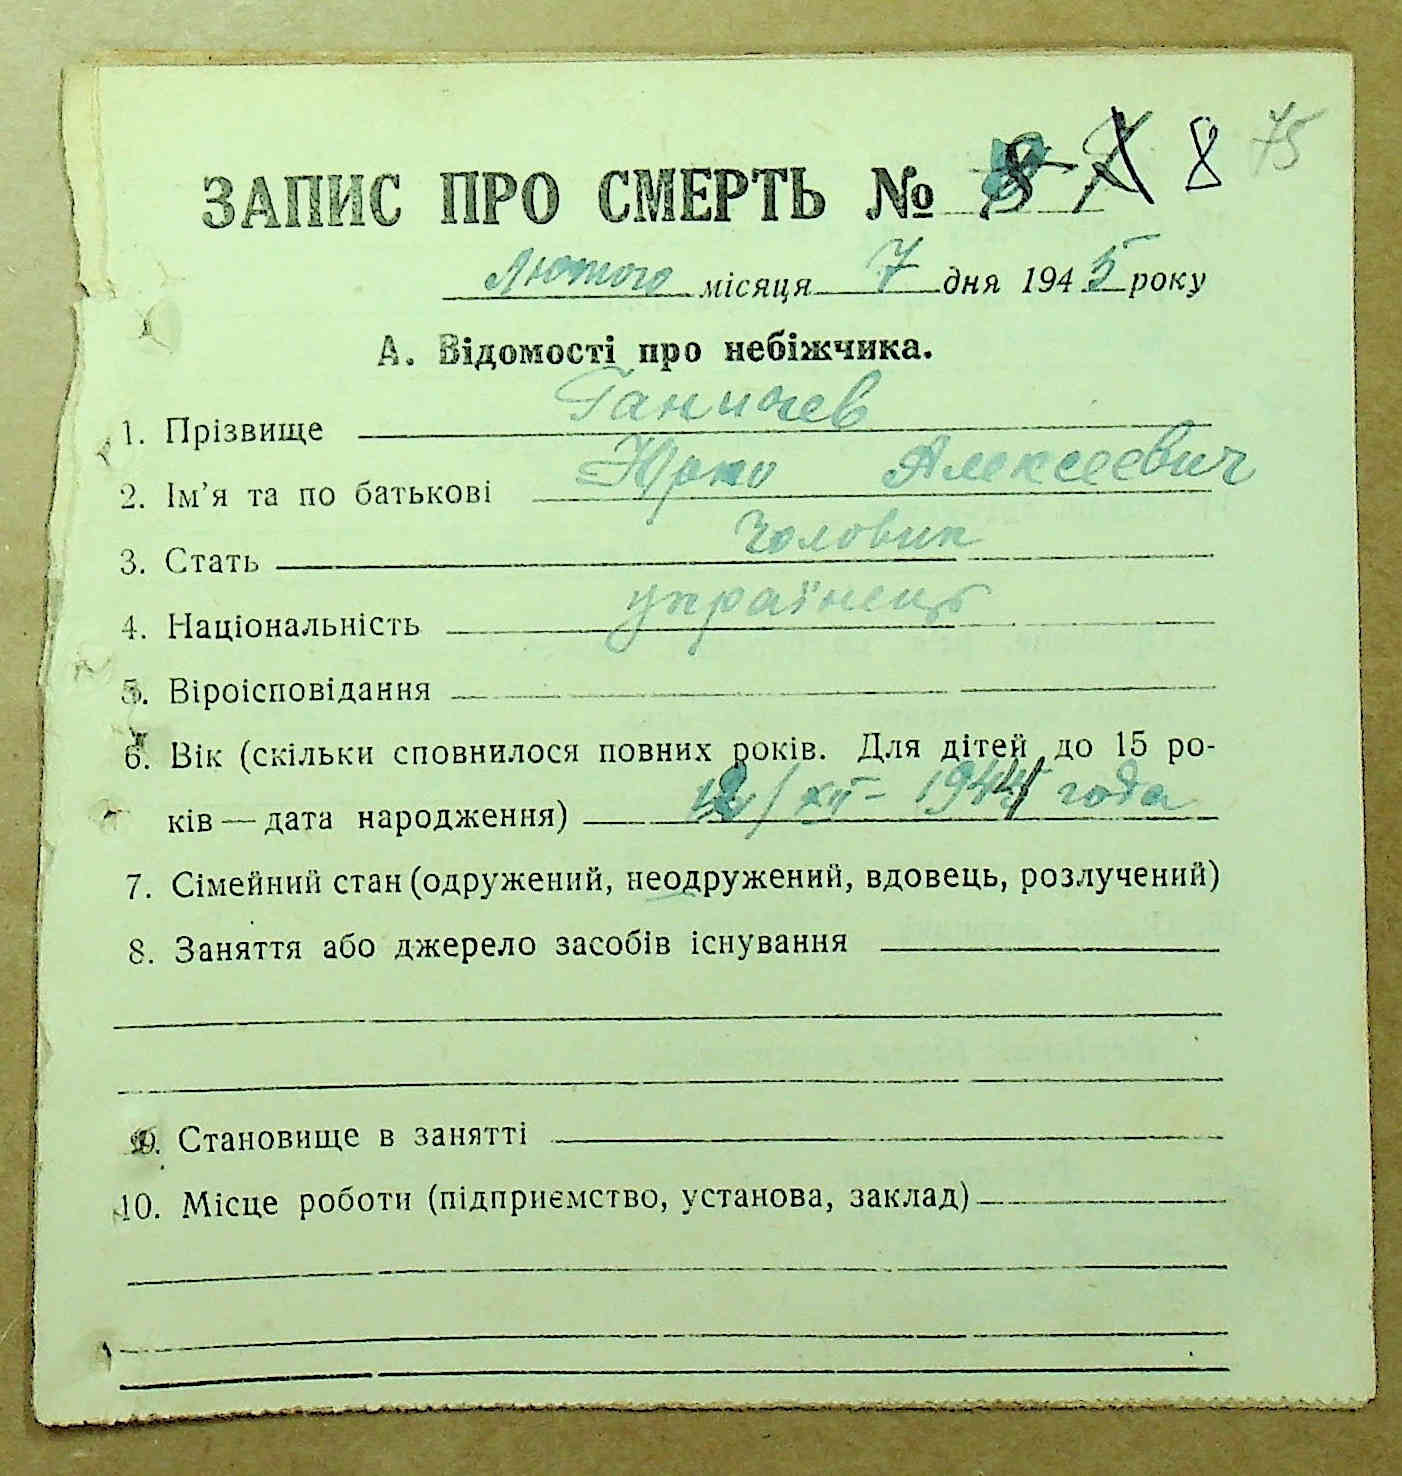 75
ЗАПИС ПРО СМЕРТЬ № 8
Лютого місяця 7 дня 1945 року
А. Відомості про небіжчика.
1. Прізвище Ганичев
2. Ім'я та по батькові Юрко Алексеевич
3. Стать Чоловик
4. Національність українець
5. Віроісповідання
6. Вік (скільки сповнилося повних років. Для дітей до 15 ро-
ків — дата народження) /XII - 1944 года
7. Сімейний стан (одружений, неодружений, вдовець, розлучений)
8. Заняття або джерело засобів існування
9. Становище в занятті
10. Місце роботи (підприємство, установа, заклад)